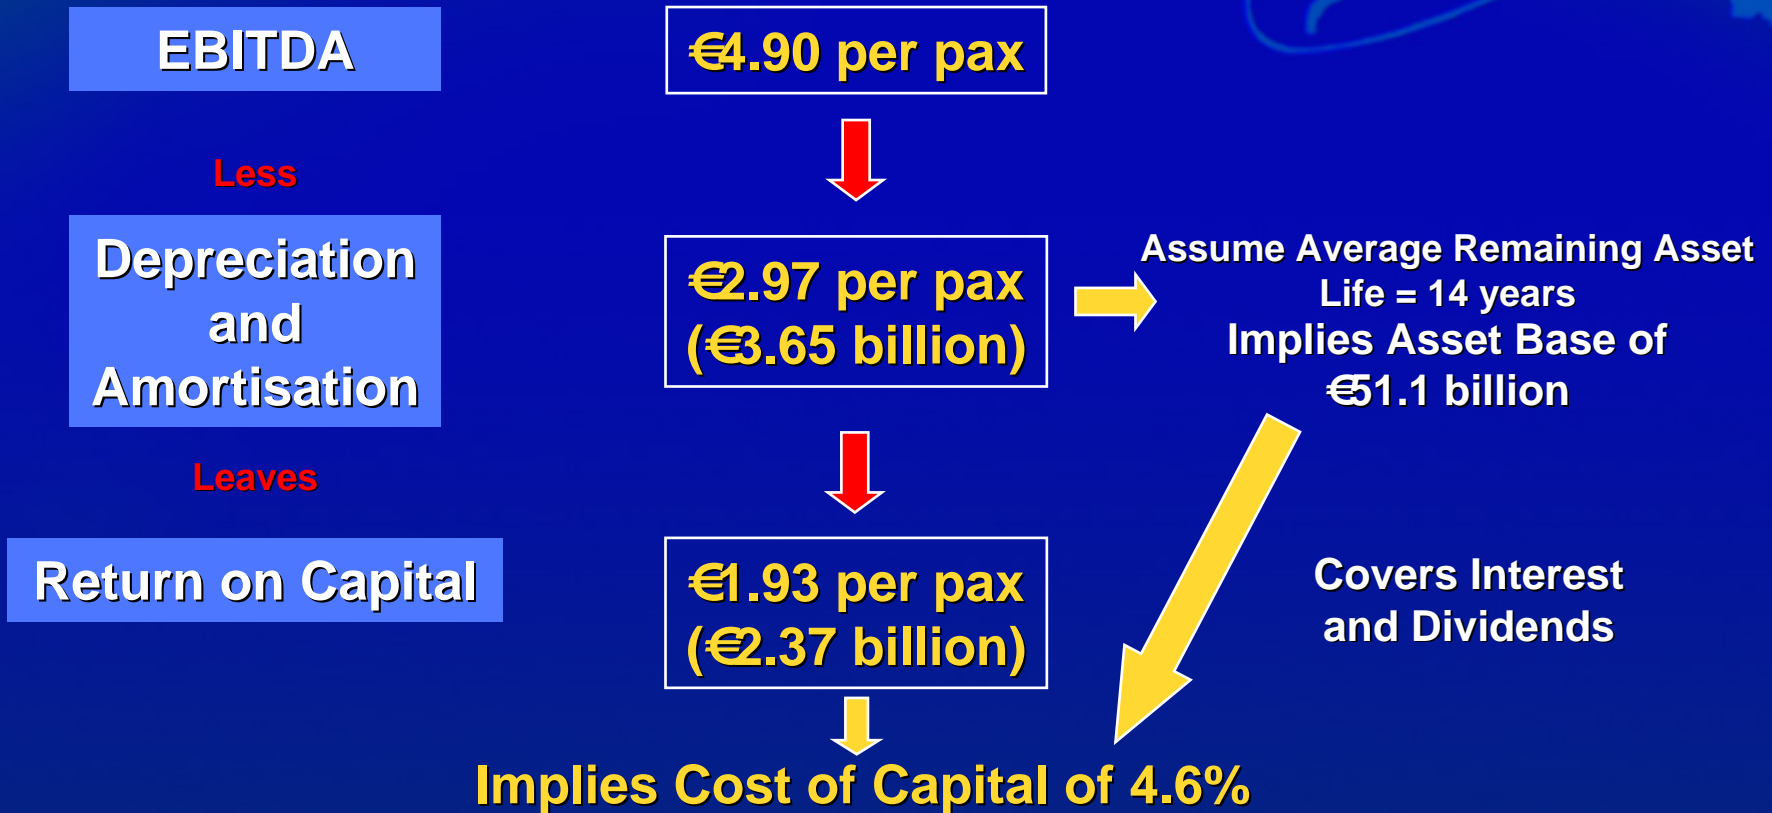 EBITDA
€4.90 per pax
Less
Depreciation
and
Amortisation
€2.97 per pax
(€3.65 billion)
Assume Average Remaining Asset
Life = 14 years
Implies Asset Base of
€51.1 billion
Leaves
Return on Capital
€1.93 per pax
(€2.37 billion)
Covers Interest
and Dividends
Implies Cost of Capital of 4.6%